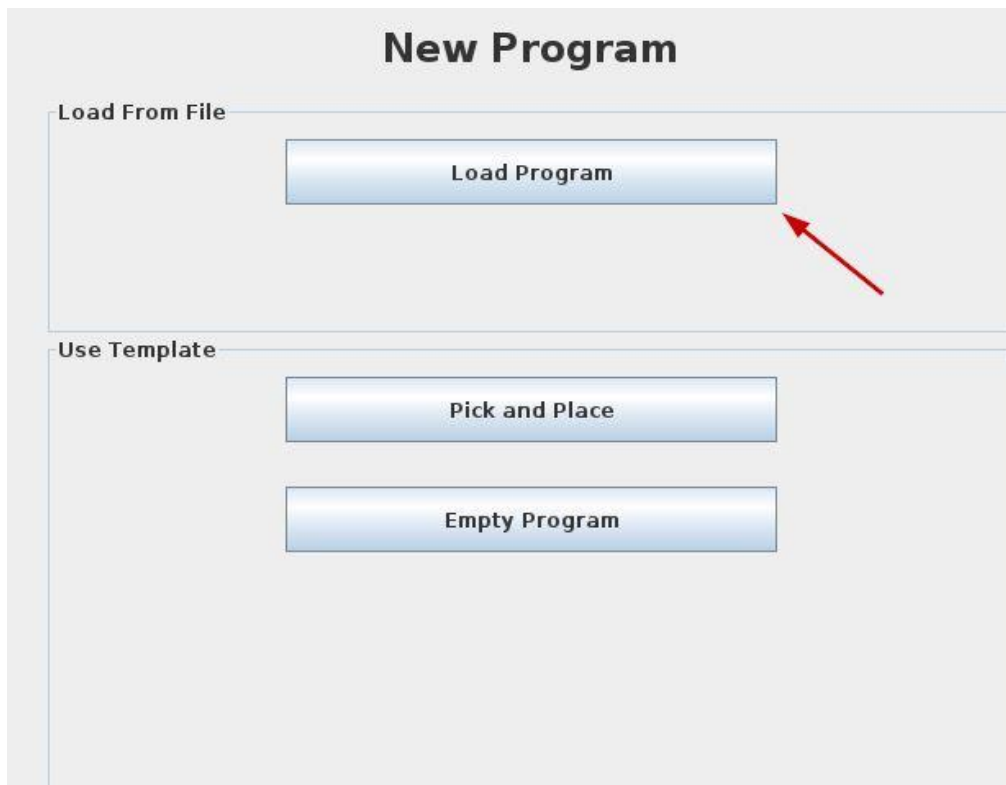 New Program
Load From File
Load Program
Use Template
Pick and Place
Empty Program